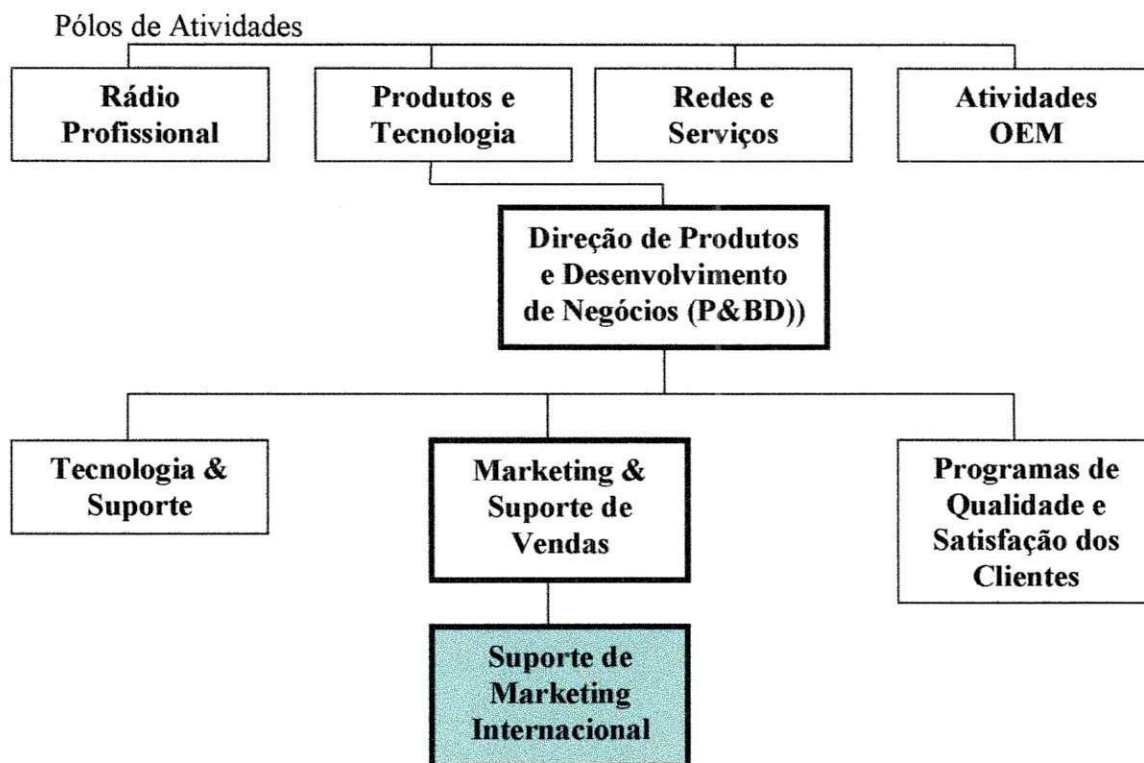 Pólos de Atividades
Rádio
Profissional
Produtos e
Tecnologia
Redes e
Serviços
Atividades
OEM
Direção de Produtos
e Desenvolvimento
de Negócios (P&BD))
Tecnologia &
Suporte
Marketing &
Suporte de
Vendas
Programas de
Qualidade e
Satisfação dos
Clientes
Suporte de
Marketing
Internacional